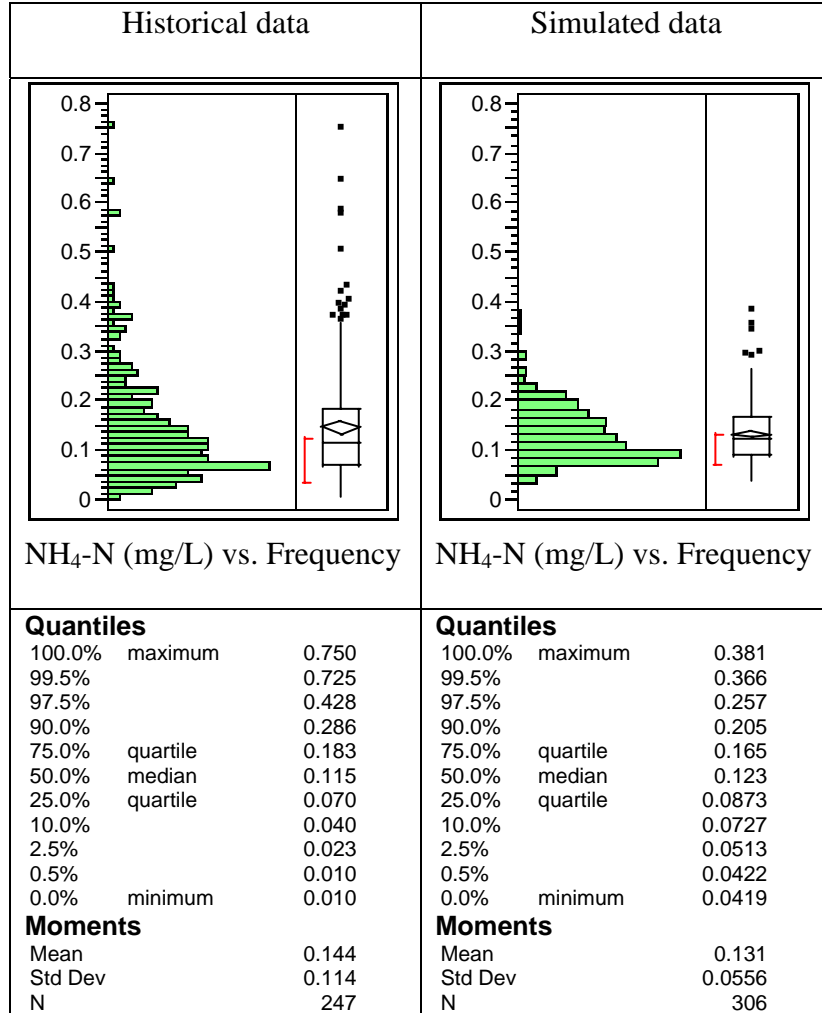 Historical data
Simulated data
0.8
0.7
0.6
0.5
0.4
0.3
0.2
0.1
0
0.8
0.7
0.6
0.5
0.4
0.3
0.2
0.1
0
NH₄-N (mg/L) vs. Frequency
NH₄-N (mg/L) vs. Frequency
Quantiles
100.0% maximum 0.750
99.5% 0.725
97.5% 0.428
90.0% 0.286
75.0% quartile 0.183
50.0% median 0.115
25.0% quartile 0.070
10.0% 0.040
2.5% 0.023
0.5% 0.010
0.0% minimum 0.010
Moments
Mean 0.144
Std Dev 0.114
N 247
Quantiles
100.0% maximum 0.381
99.5% 0.366
97.5% 0.257
90.0% 0.205
75.0% quartile 0.165
50.0% median 0.123
25.0% quartile 0.0873
10.0% 0.0727
2.5% 0.0513
0.5% 0.0422
0.0% minimum 0.0419
Moments
Mean 0.131
Std Dev 0.0556
N 306